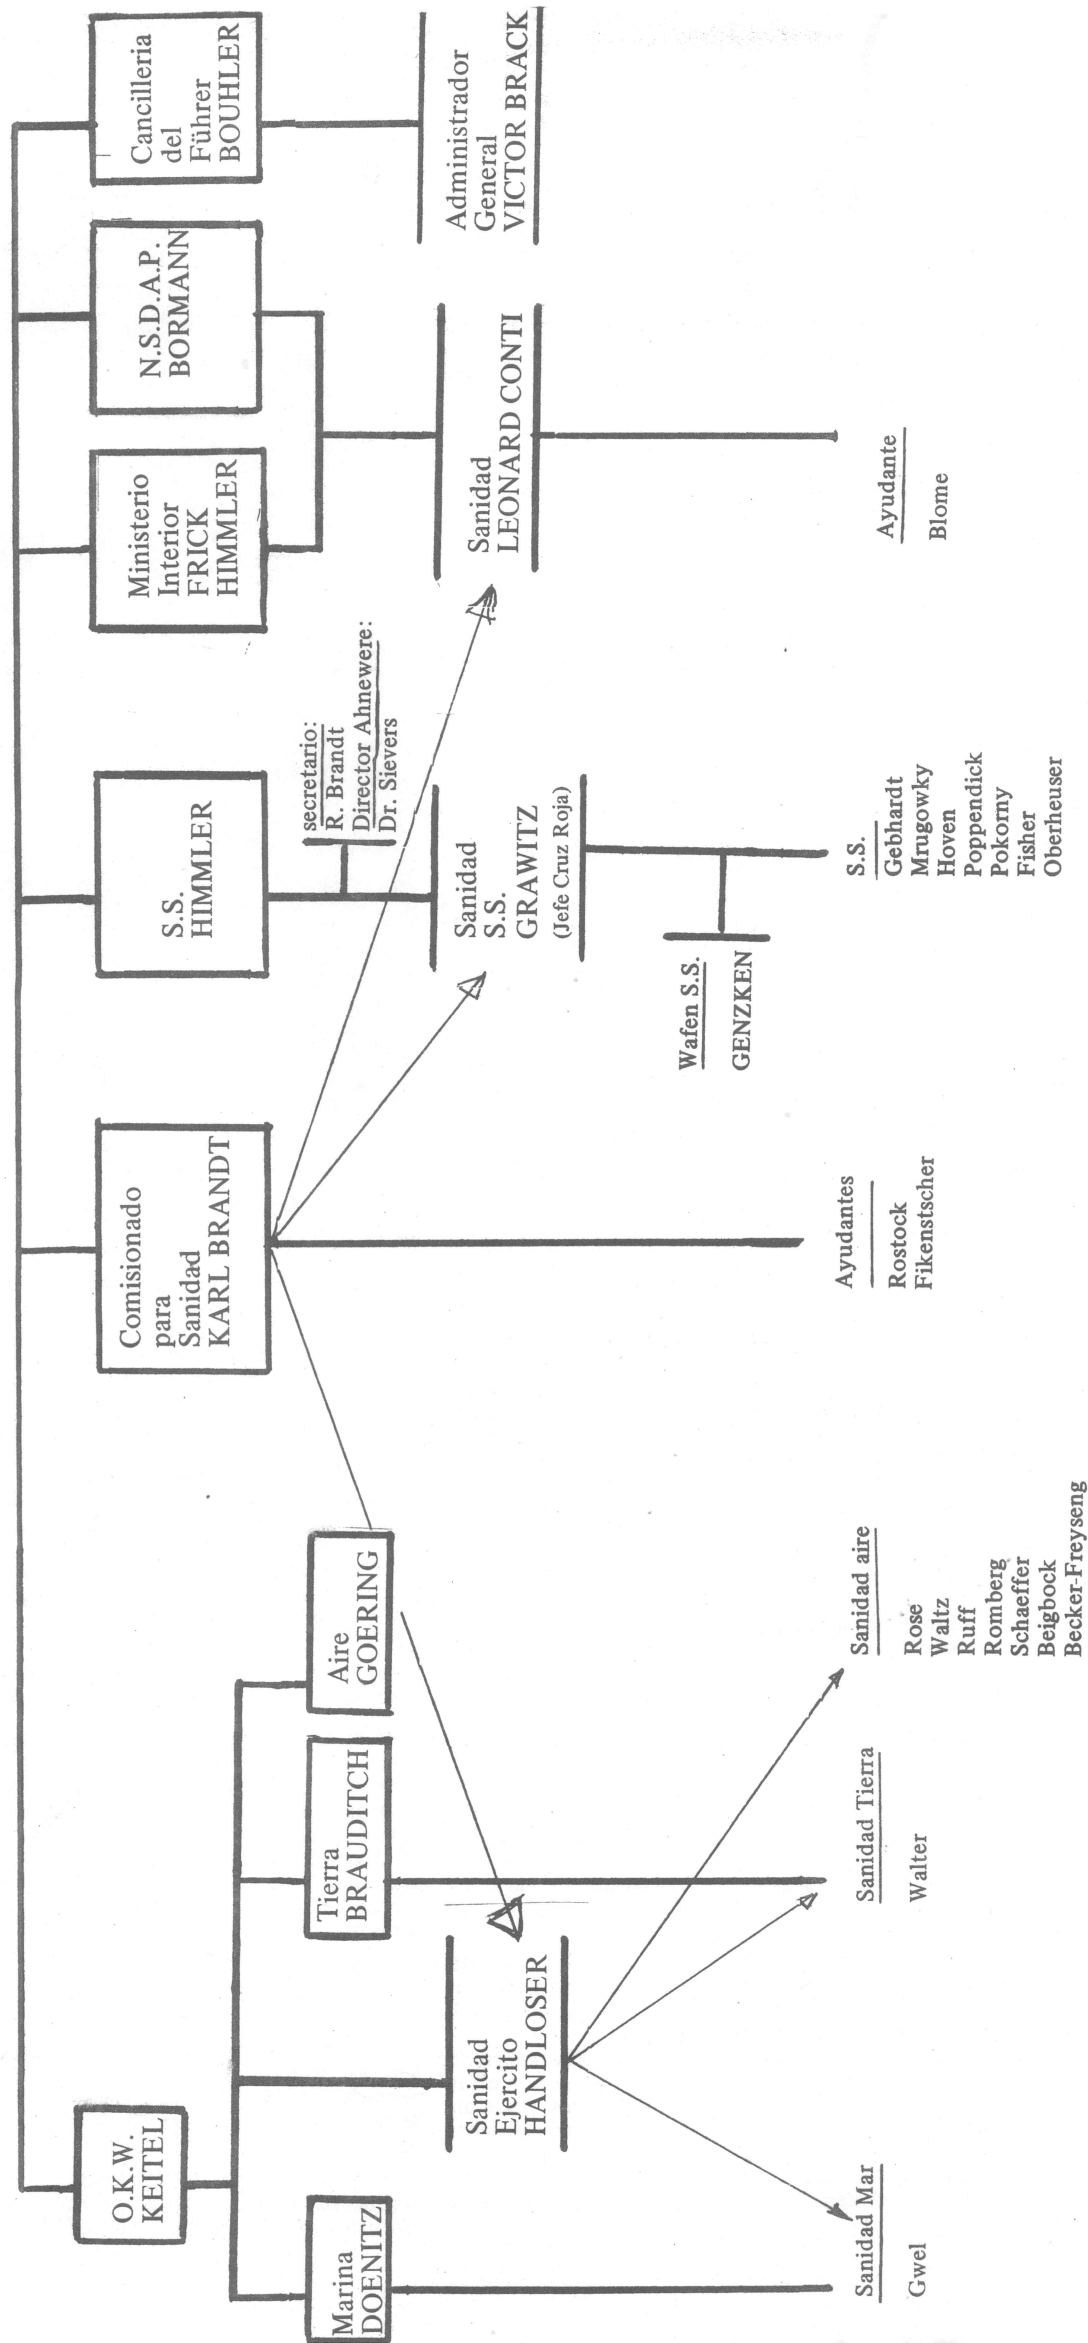 O.K.W.
KEITEL
Comisionado
para
Sanidad
KARL BRANDT
S.S.
HIMMLER
Ministerio
Interior
FRICK
HIMMLER
N.S.D.A.P.
BORMANN
Cancilleria
del
Führer
BOUHLER
Marina
DOENITZ
Tierra
BRAUDITCH
Aire
GOERING
secretario:
R. Brandt
Director Ahnewere:
Dr. Sievers
Sanidad
Ejercito
HANDLOSER
Sanidad
S.S.
GRAWITZ
(Jefe Cruz Roja)
Sanidad
LEONARD CONTI
Administrador
General
VICTOR BRACK
Wafen S.S.
GENZKEN
Sanidad Mar
Gwel
Sanidad Tierra
Walter
Sanidad aire
Rose
Waltz
Ruff
Romberg
Schaeffer
Beigbock
Becker-Freyseng
Ayudantes
Rostock
Fikenstscher
S.S.
Gebhardt
Mrugowky
Hoven
Poppendick
Pokorny
Fisher
Oberheuser
Ayudante
Blome